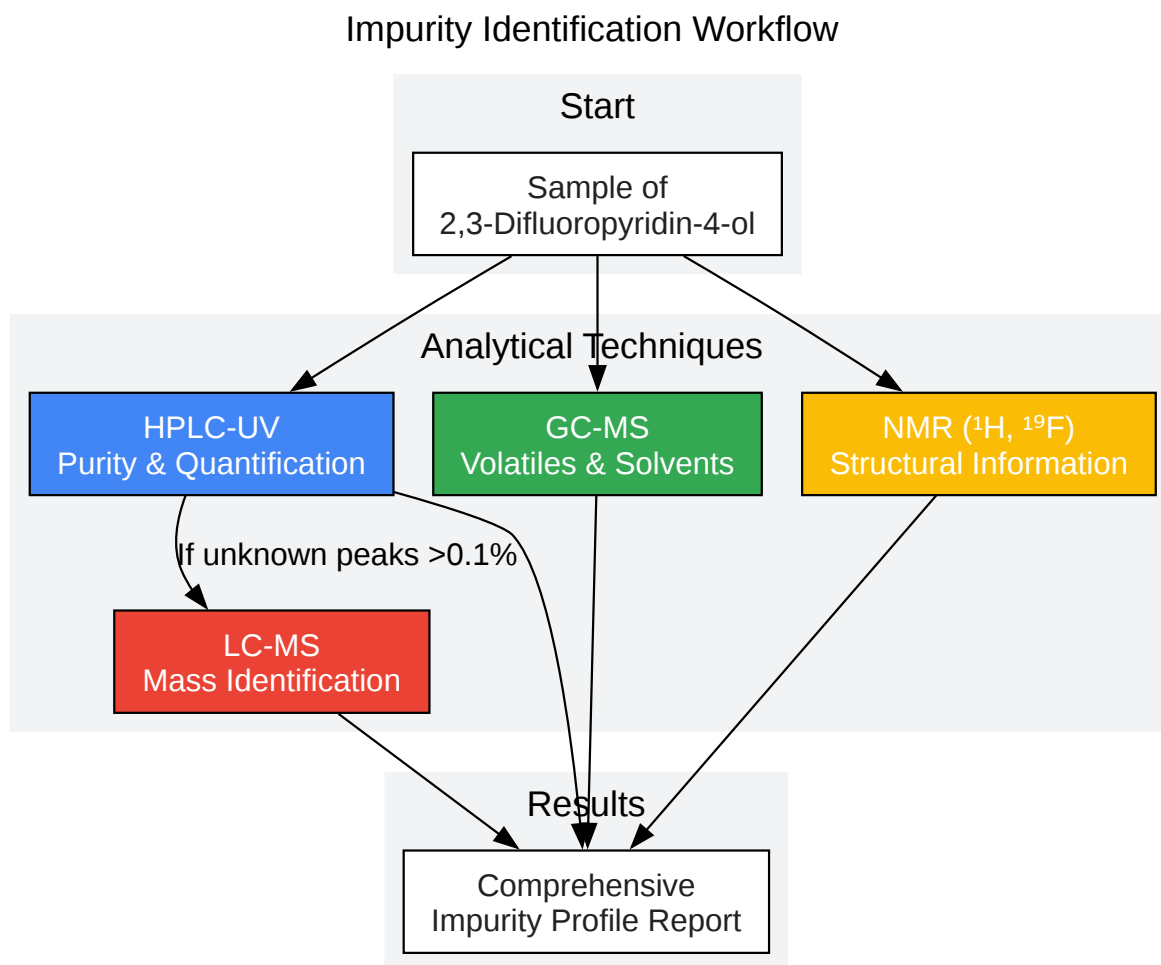 Impurity Identification Workflow
Start
Sample of
2,3-Difluoropyridin-4-ol
Analytical Techniques
HPLC-UV
Purity & Quantification
GC-MS
Volatiles & Solvents
NMR (¹H, ¹⁹F)
Structural Information
If unknown peaks >0.1%
LC-MS
Mass Identification
Results
Comprehensive
Impurity Profile Report